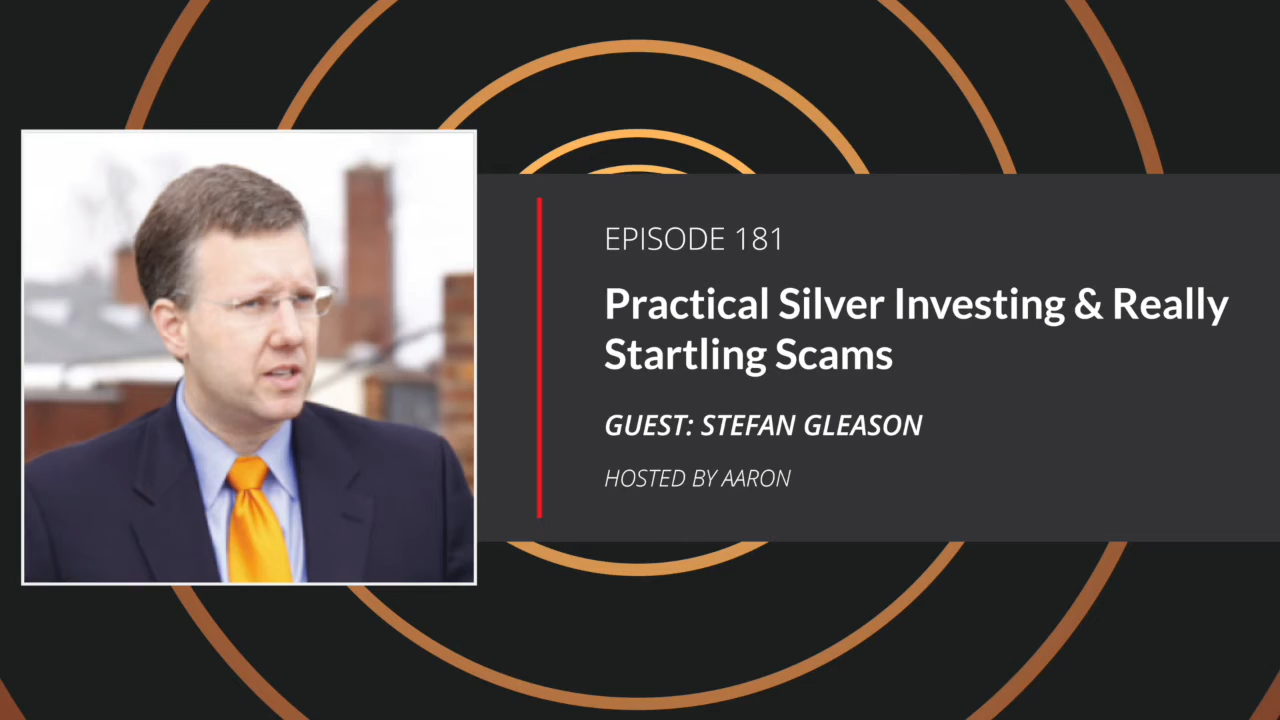 EPISODE 181
Practical Silver Investing & Really
Startling Scams
GUEST: STEFAN GLEASON
HOSTED BY AARON